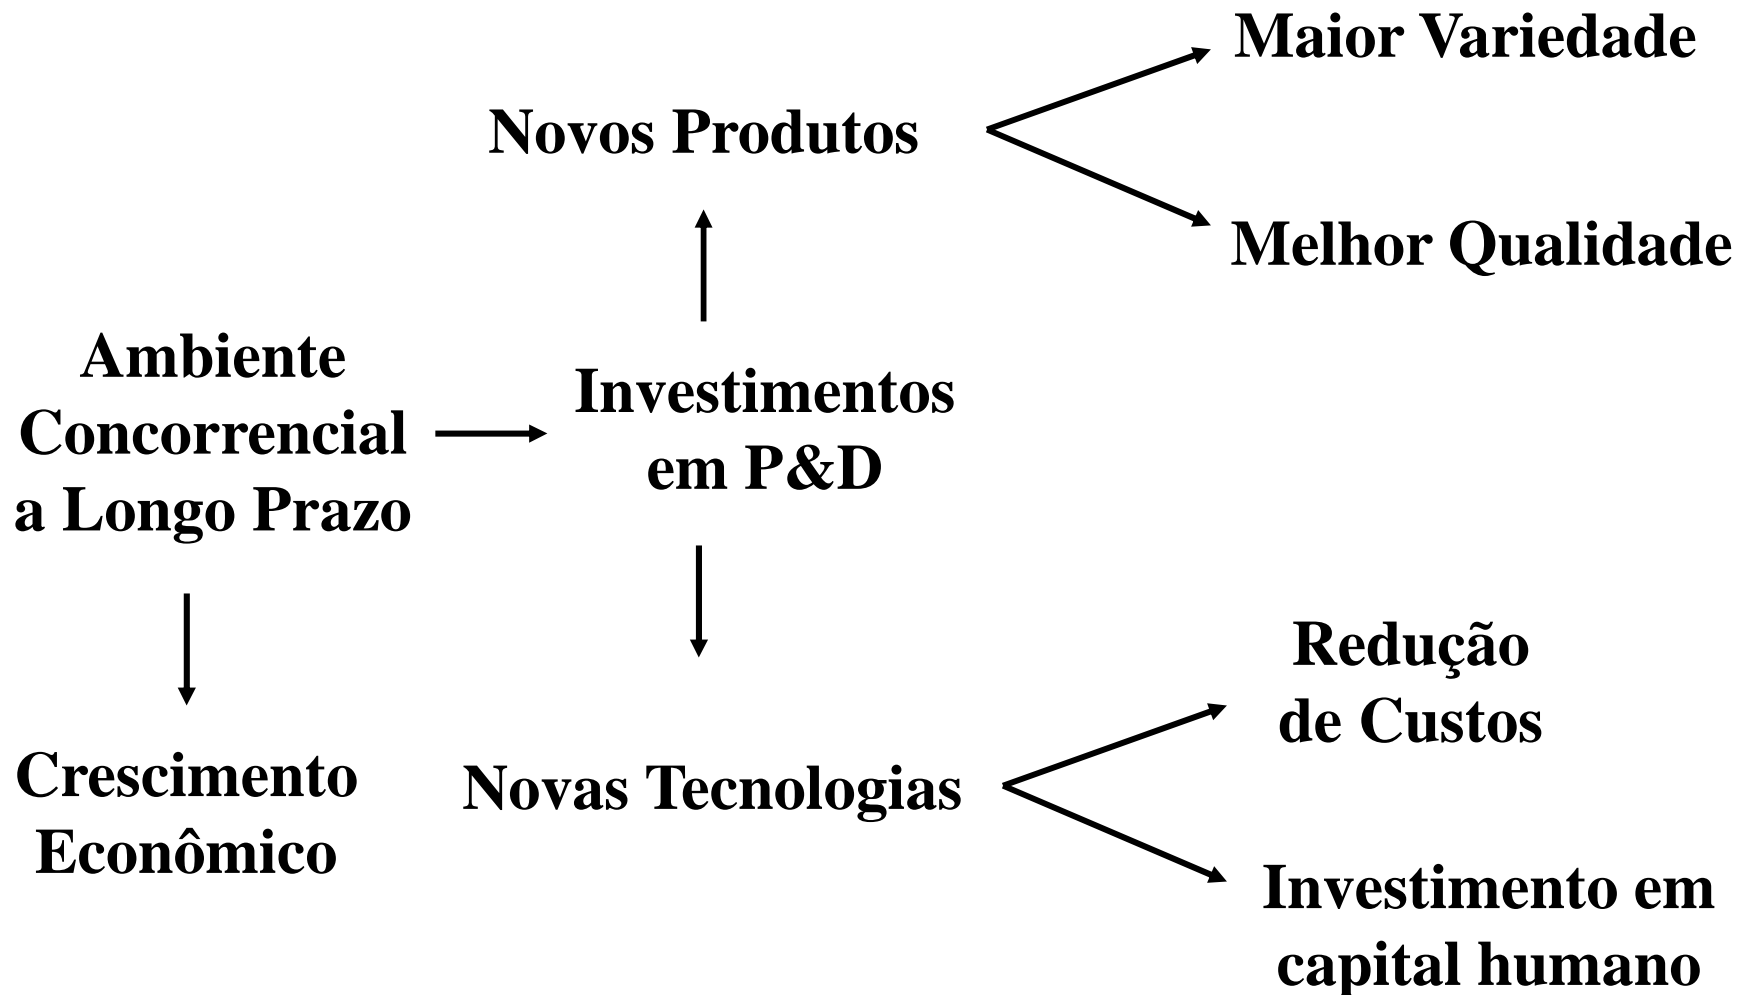 Maior Variedade
Novos Produtos
Melhor Qualidade
Ambiente
Concorrencial
a Longo Prazo
Investimentos
em P&D
Crescimento
Econômico
Novas Tecnologias
Redução
de Custos
Investimento em
capital humano